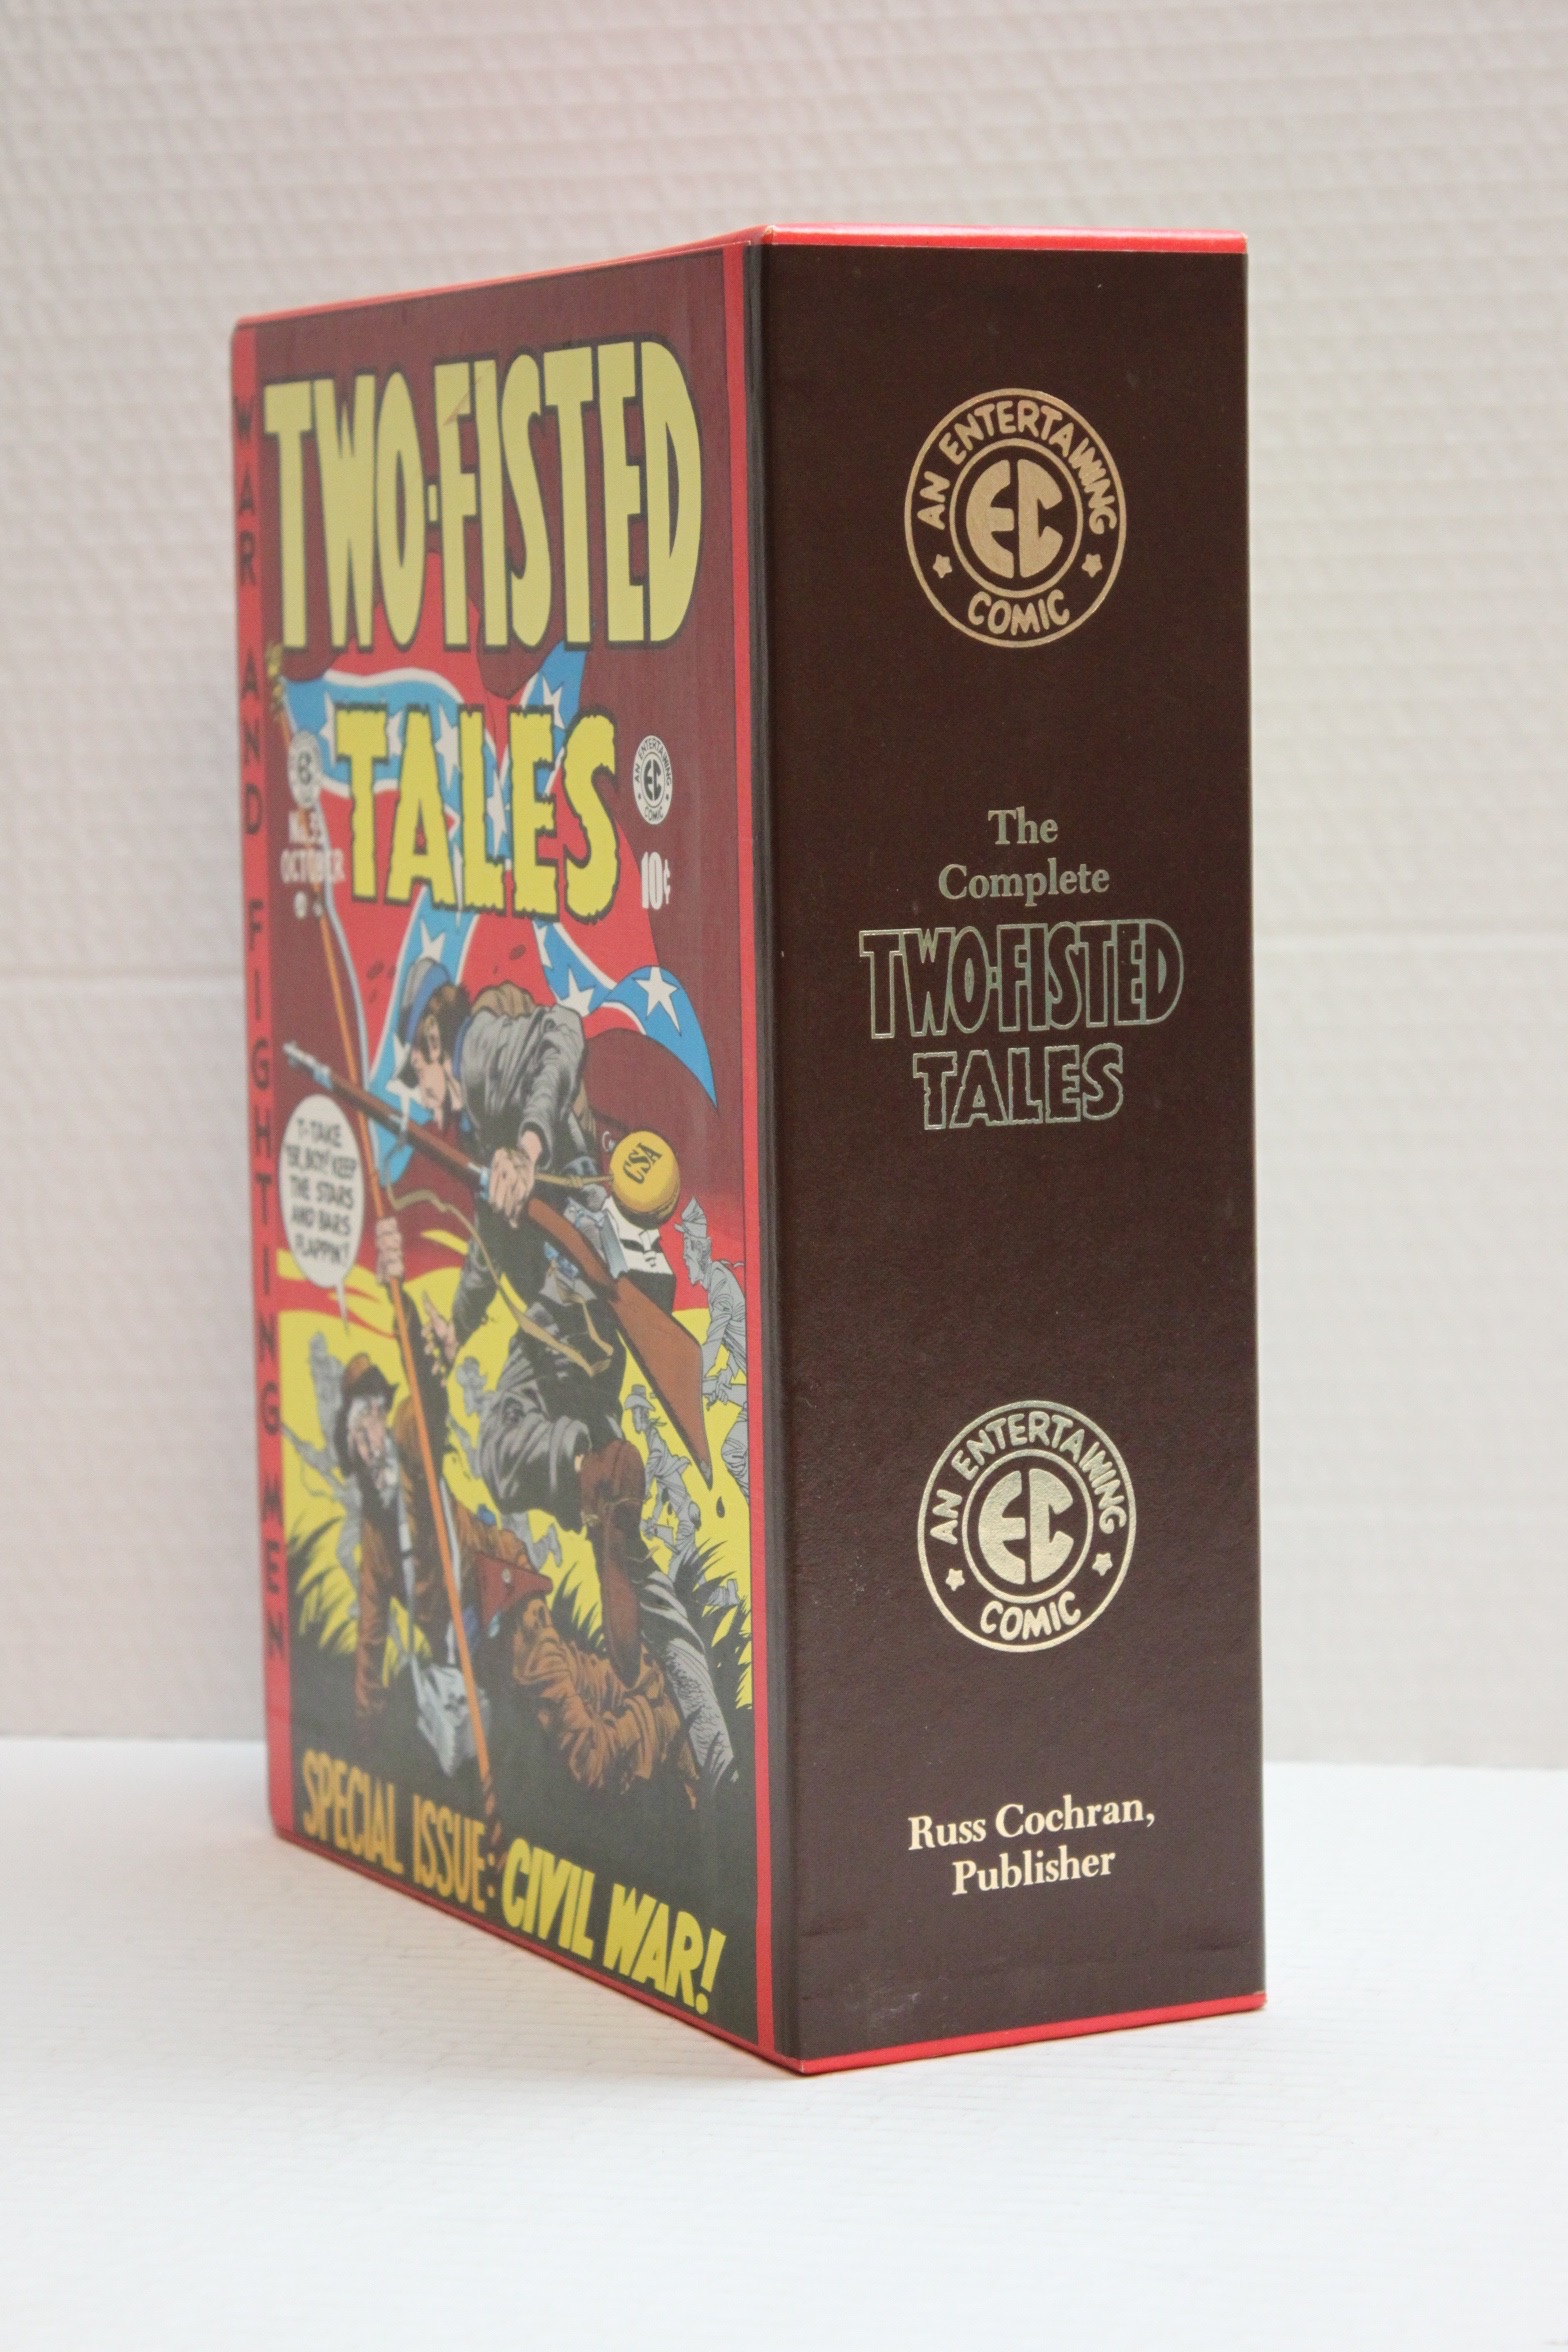 WAR AND FIGHTING MEN
TWO-FISTED
TALES
EC
OCTOBER
AN ENTERTAINING
EC
COMIC
10¢
T-TAKE
'ER, BOY! KEEP
THE STARS
AND BARS
FLAPPIN'!
CSA
SPECIAL ISSUE: CIVIL WAR!
AN ENTERTAINING
EC
COMIC
The
Complete
TWO-FISTED
TALES
AN ENTERTAINING
EC
COMIC
Russ Cochran,
Publisher